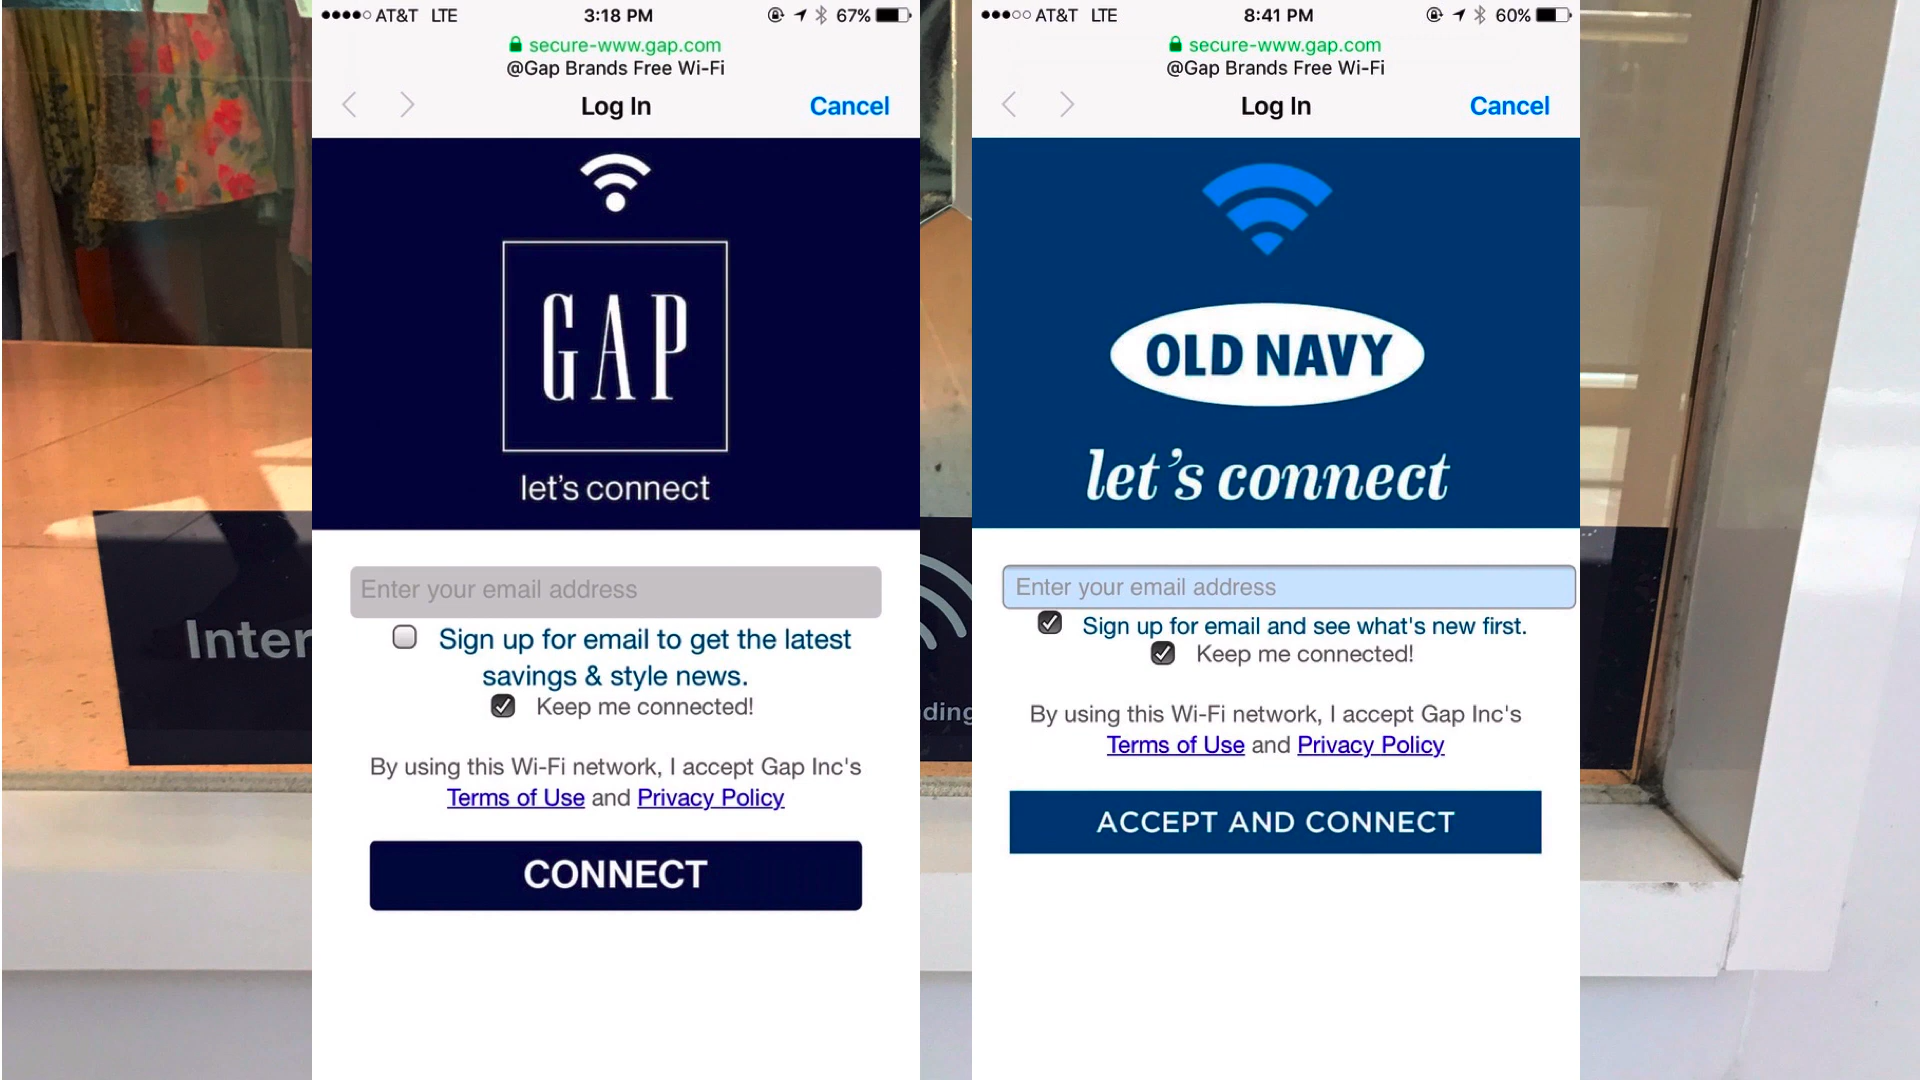 AT&T LTE 3:18 PM 67%
secure-www.gap.com
@Gap Brands Free Wi-Fi
Log In Cancel
GAP
let's connect
Enter your email address
Sign up for email to get the latest
savings & style news.
Keep me connected!
By using this Wi-Fi network, I accept Gap Inc's
Terms of Use and Privacy Policy
CONNECT
AT&T LTE 8:41 PM 60%
secure-www.gap.com
@Gap Brands Free Wi-Fi
Log In Cancel
OLD NAVY
let's connect
Enter your email address
Sign up for email and see what's new first.
Keep me connected!
By using this Wi-Fi network, I accept Gap Inc's
Terms of Use and Privacy Policy
ACCEPT AND CONNECT
Inter
ding